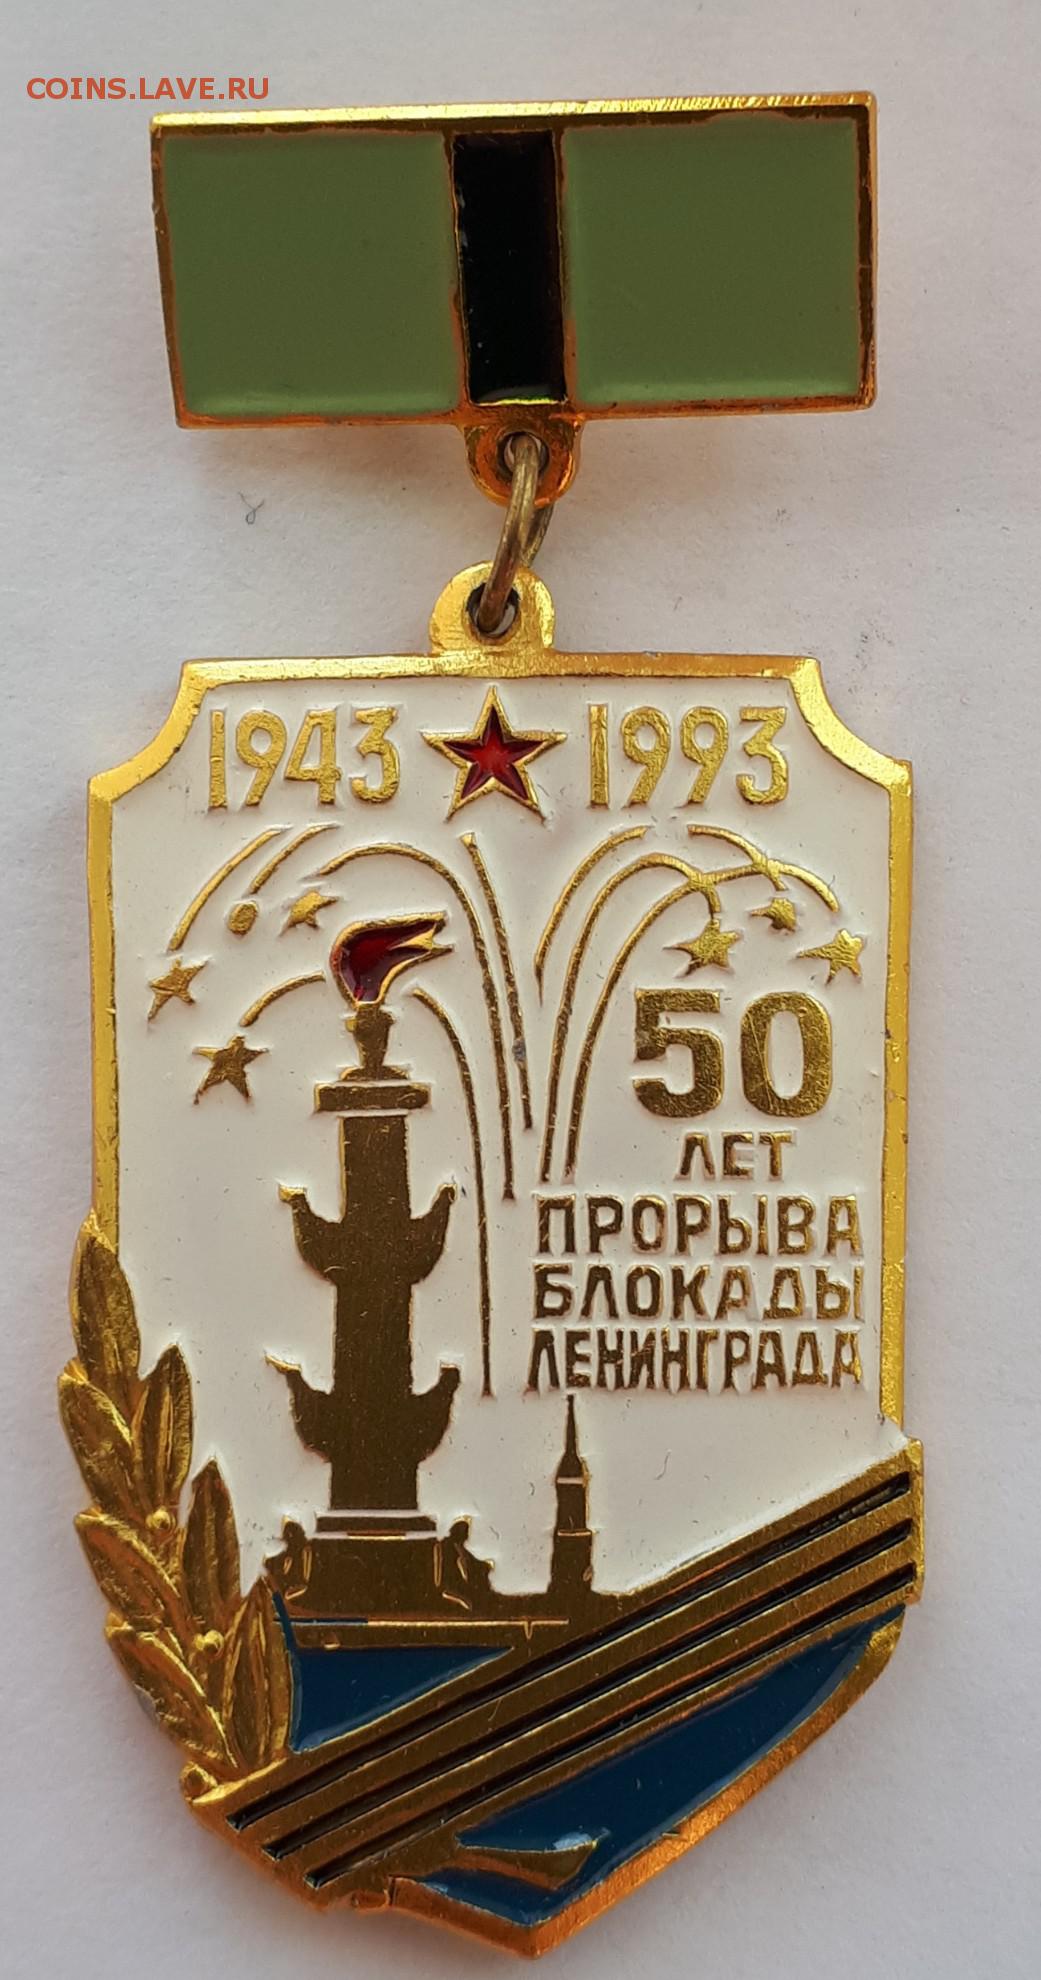 COINS.LAVE.RU
1943 1993
50
ЛЕТ
ПРОРЫВА
БЛОКАДЫ
ЛЕНИНГРАДА